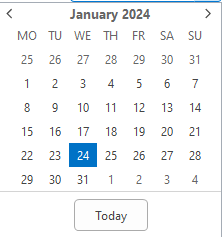 January 2024
MO TU WE TH FR SA SU
25 26 27 28 29 30 31
1 2 3 4 5 6 7
8 9 10 11 12 13 14
15 16 17 18 19 20 21
22 23 24 25 26 27 28
29 30 31 1 2 3 4
Today